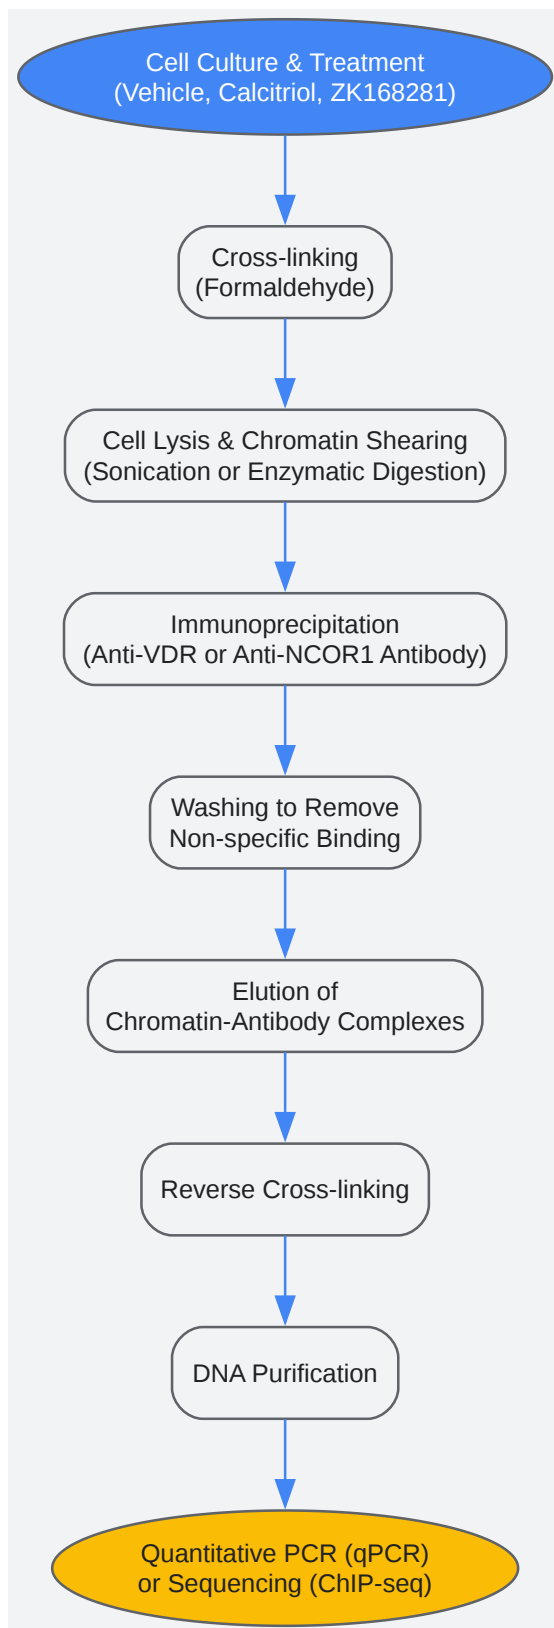 Cell Culture & Treatment
(Vehicle, Calcitriol, ZK168281)
Cross-linking
(Formaldehyde)
Cell Lysis & Chromatin Shearing
(Sonication or Enzymatic Digestion)
Immunoprecipitation
(Anti-VDR or Anti-NCOR1 Antibody)
Washing to Remove
Non-specific Binding
Elution of
Chromatin-Antibody Complexes
Reverse Cross-linking
DNA Purification
Quantitative PCR (qPCR)
or Sequencing (ChIP-seq)